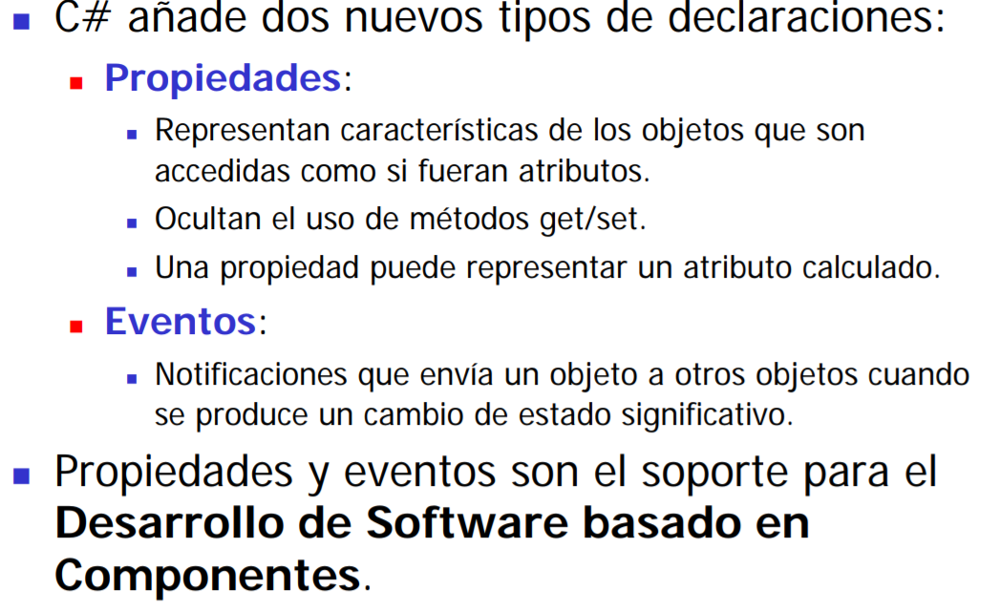 C# añade dos nuevos tipos de declaraciones:
Propiedades:
Representan características de los objetos que son
accedidas como si fueran atributos.
Ocultan el uso de métodos get/set.
Una propiedad puede representar un atributo calculado.
Eventos:
Notificaciones que envía un objeto a otros objetos cuando
se produce un cambio de estado significativo.
Propiedades y eventos son el soporte para el
Desarrollo de Software basado en
Componentes.